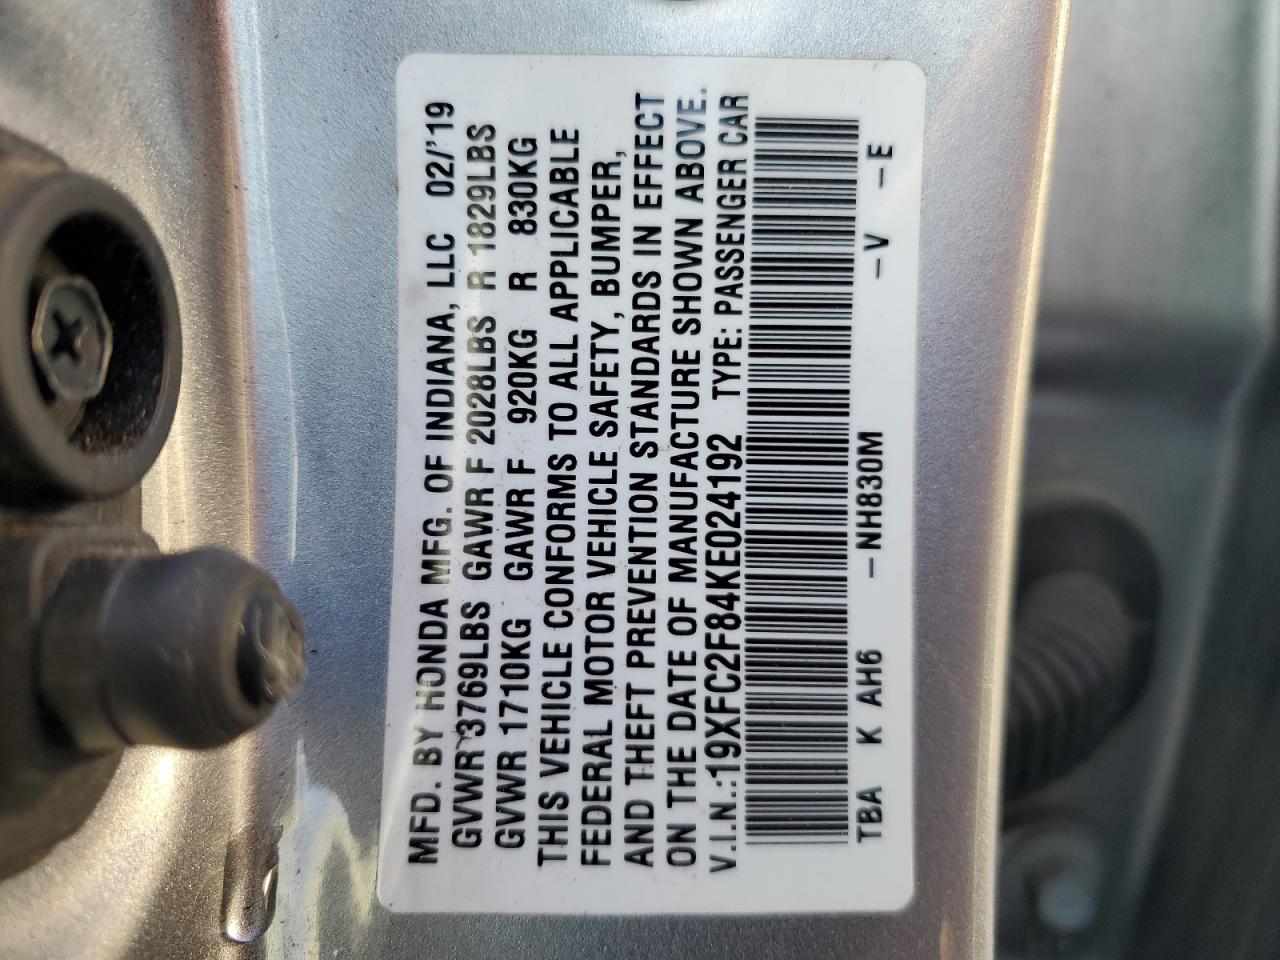 MFD. BY HONDA MFG. OF INDIANA, LLC 02/'19
GVWR 3769LBS GAWR F 2028LBS R 1829LBS
GVWR 1710KG GAWR F 920KG R 830KG
THIS VEHICLE CONFORMS TO ALL APPLICABLE
FEDERAL MOTOR VEHICLE SAFETY, BUMPER,
AND THEFT PREVENTION STANDARDS IN EFFECT
ON THE DATE OF MANUFACTURE SHOWN ABOVE.
V.I.N.:19XFC2F84KE024192 TYPE: PASSENGER CAR
TBA K AH6 -NH830M -V -E